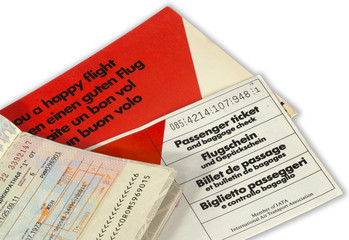 ou a happy flight
en einen guten Flug
ite un bon vol
n buon volo
085:4214:107:948:1
Passenger ticket
and baggage check
Flugschein
und Gepäckschein
Billet de passage
et bulletin de bagages
Biglietto passeggeri
e controllo bagaglio
Member of IATA
International Air Transport Association
22 3392147